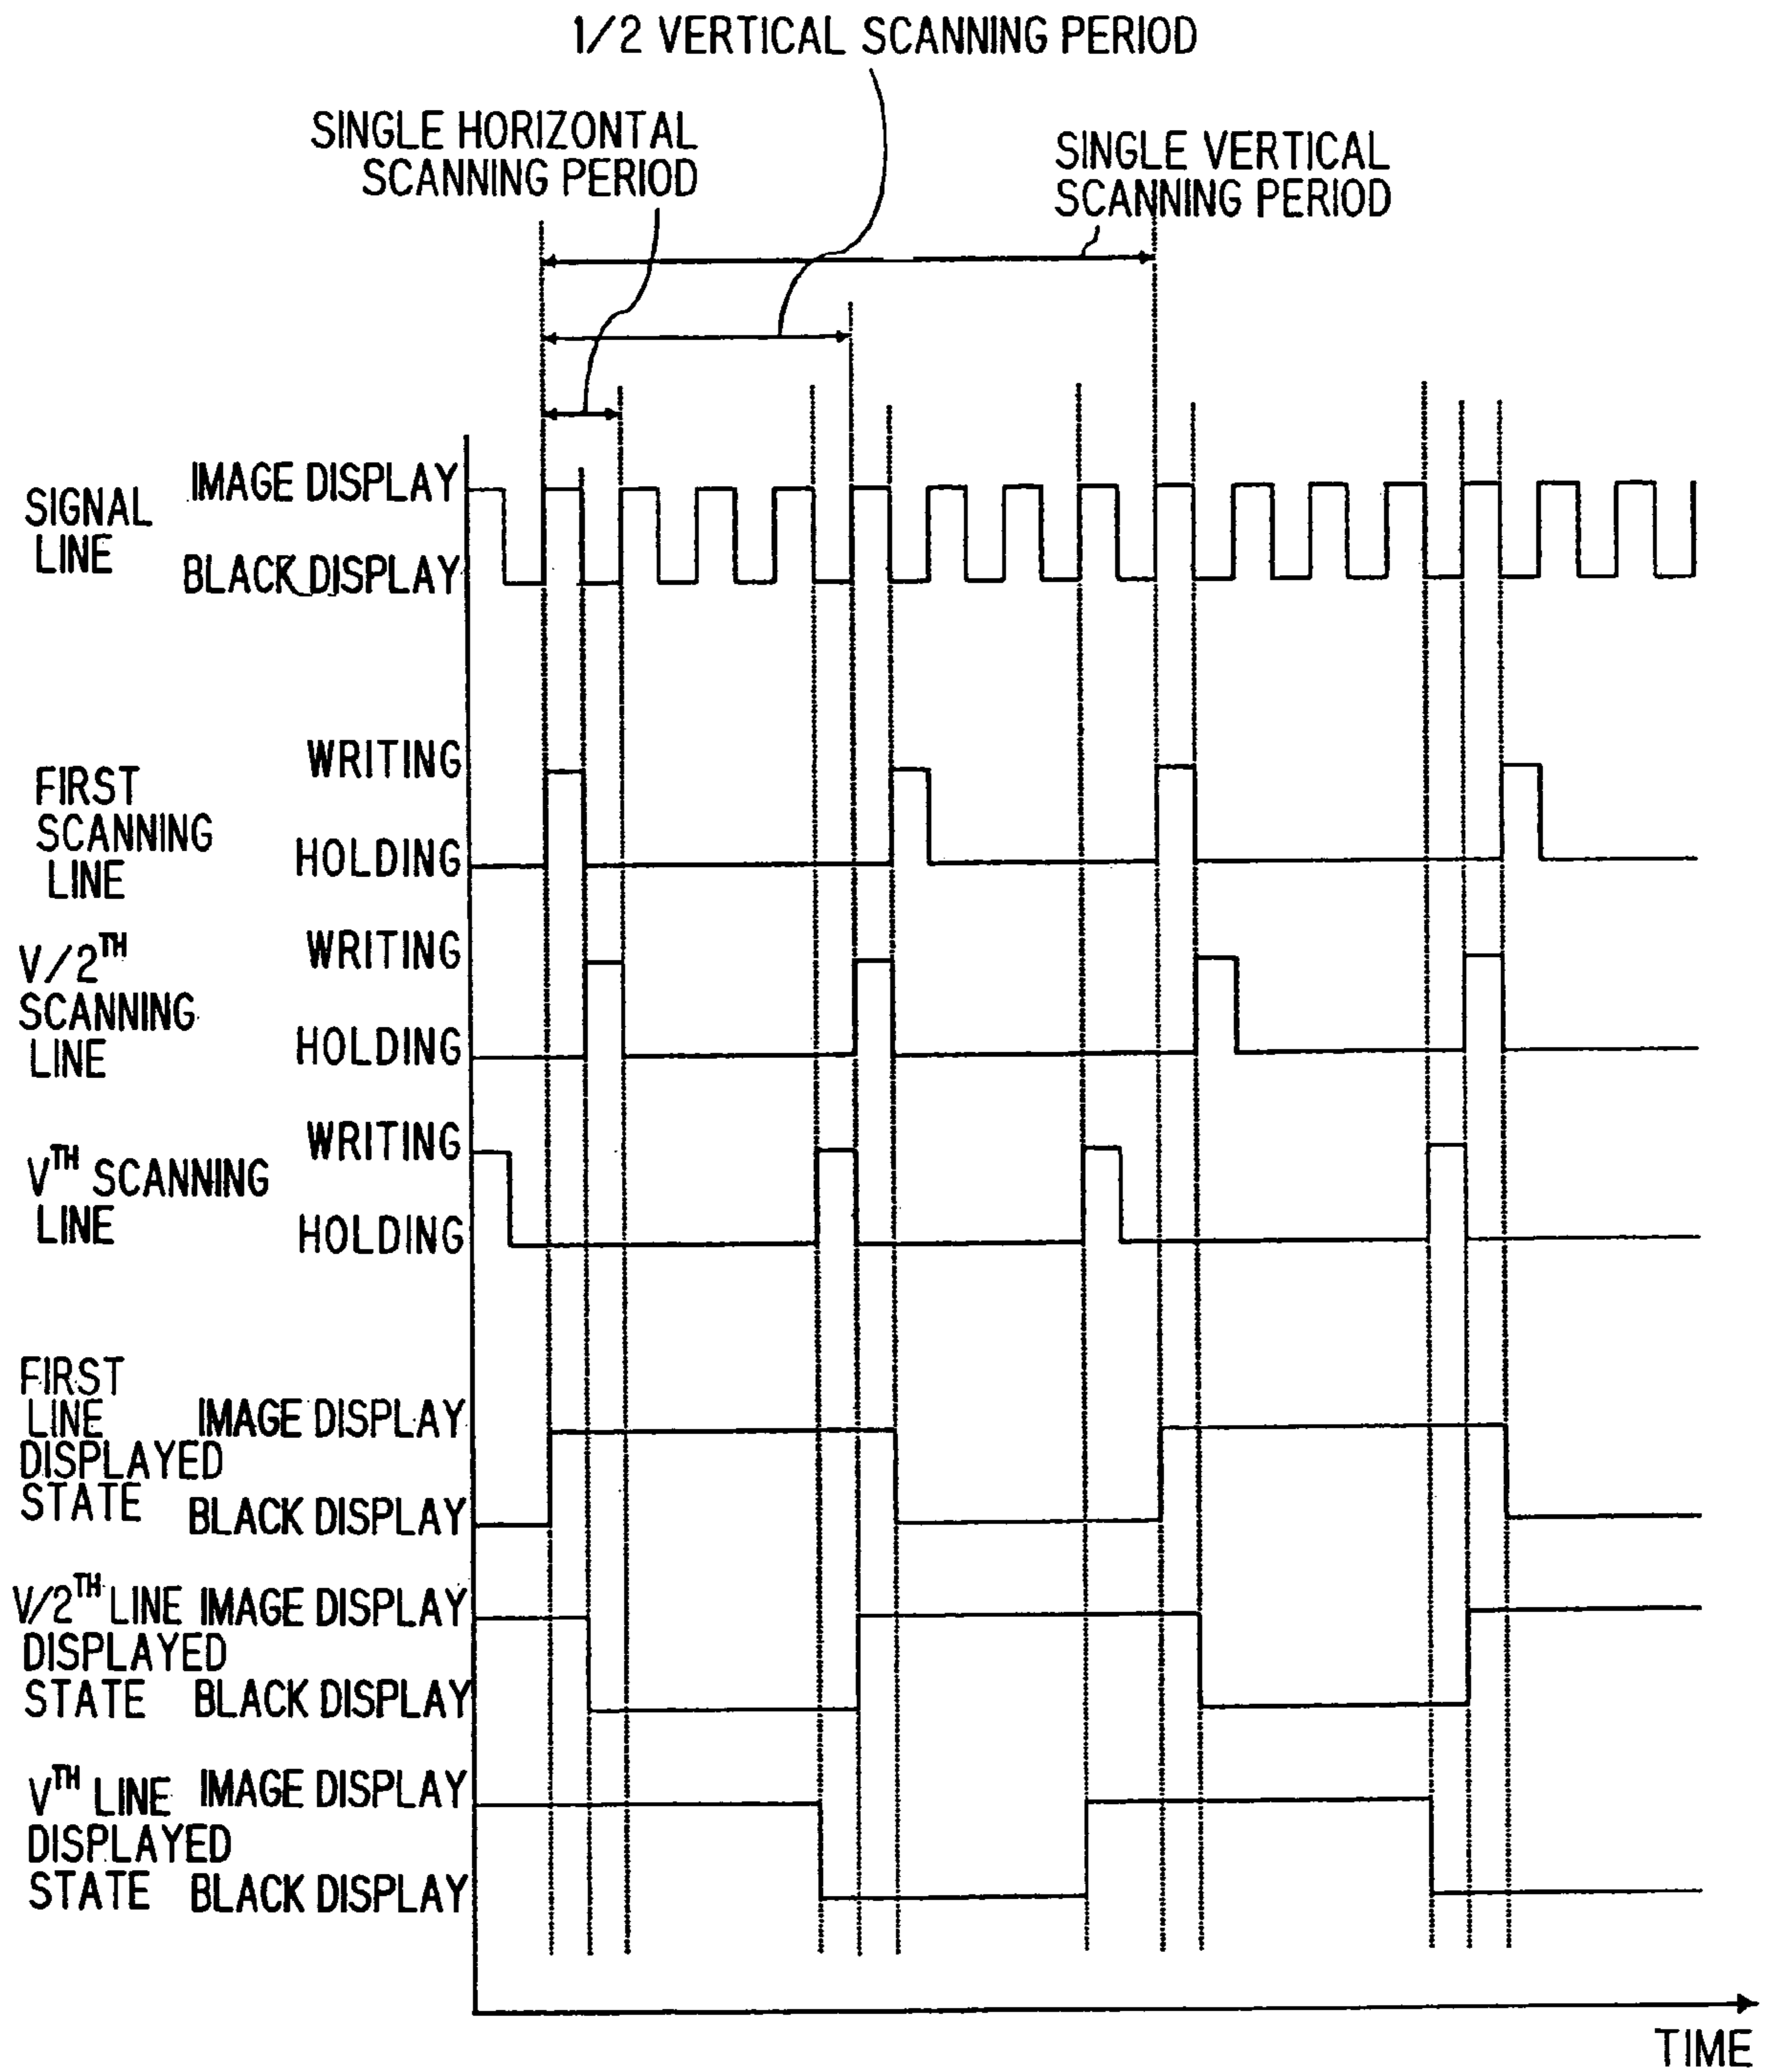 1/2 VERTICAL SCANNING PERIOD
SINGLE HORIZONTAL
SCANNING PERIOD
SINGLE VERTICAL
SCANNING PERIOD
SIGNAL
LINE
IMAGE DISPLAY
BLACK DISPLAY
FIRST
SCANNING
LINE
WRITING
HOLDING
V/2TH
SCANNING
LINE
WRITING
HOLDING
VTH SCANNING
LINE
WRITING
HOLDING
FIRST
LINE
DISPLAYED
STATE
IMAGE DISPLAY
BLACK DISPLAY
V/2TH LINE
DISPLAYED
STATE
IMAGE DISPLAY
BLACK DISPLAY
VTH LINE
DISPLAYED
STATE
IMAGE DISPLAY
BLACK DISPLAY
TIME